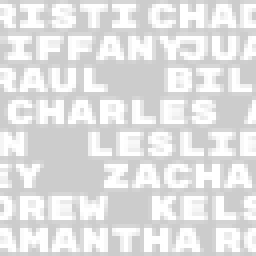 RISTI CHAD
TIFFANY JUA
RAUL BIL
CHARLES A
N LESLIE
EY ZACHA
DREW KELS
AMANTHA RO